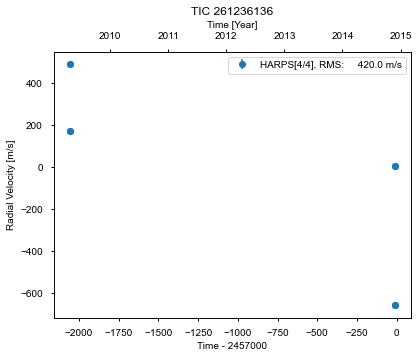 TIC 261236136
Time [Year]
2010 2011 2012 2013 2014 2015
HARPS[4/4], RMS: 420.0 m/s
Radial Velocity [m/s]
400
200
0
−200
−400
−600
−2000 −1750 −1500 −1250 −1000 −750 −500 −250 0
Time - 2457000